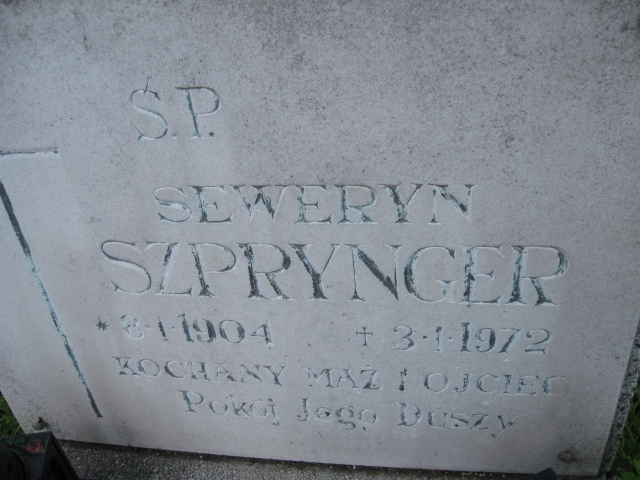 Ś.P.
SEWERYN
SZPRYNGER
* 8·1·1904 + 3·1·1972
KOCHANY MĄŻ I OJCIEC
Pokój Jego Duszy